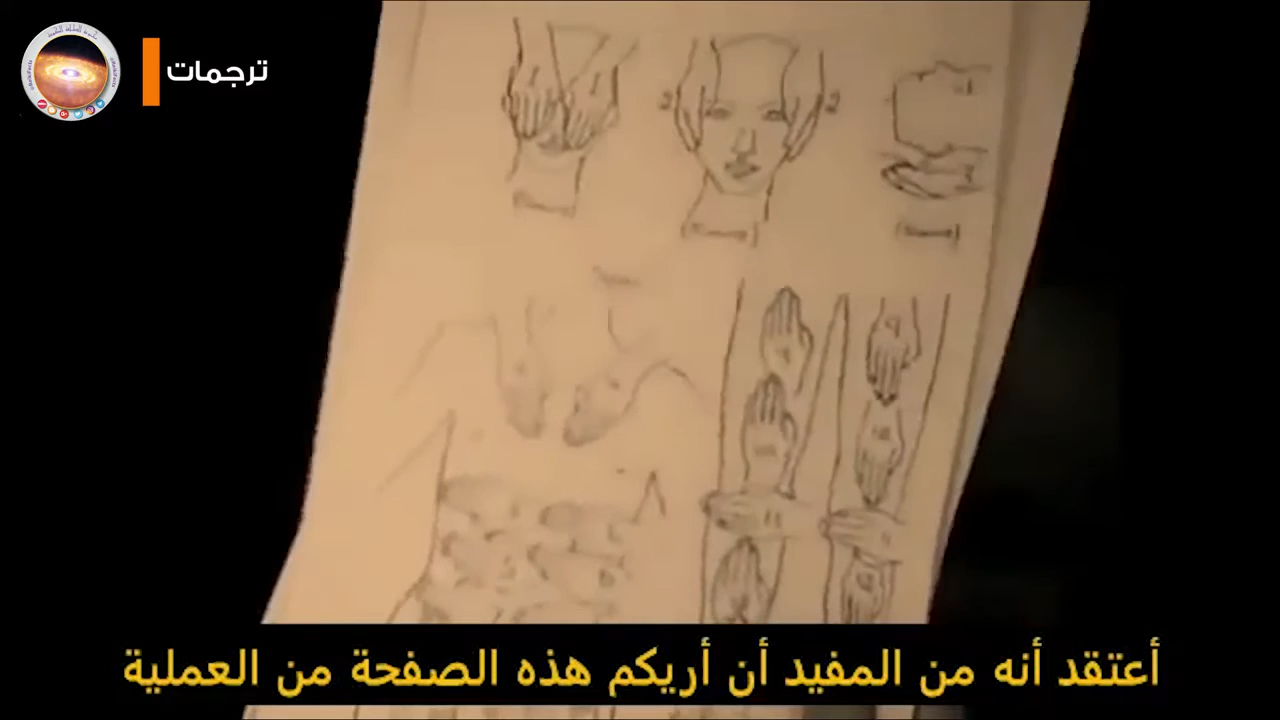 ترجمات
أعتقد أنه من المفيد أن أريكم هذه الصفحة من العملية